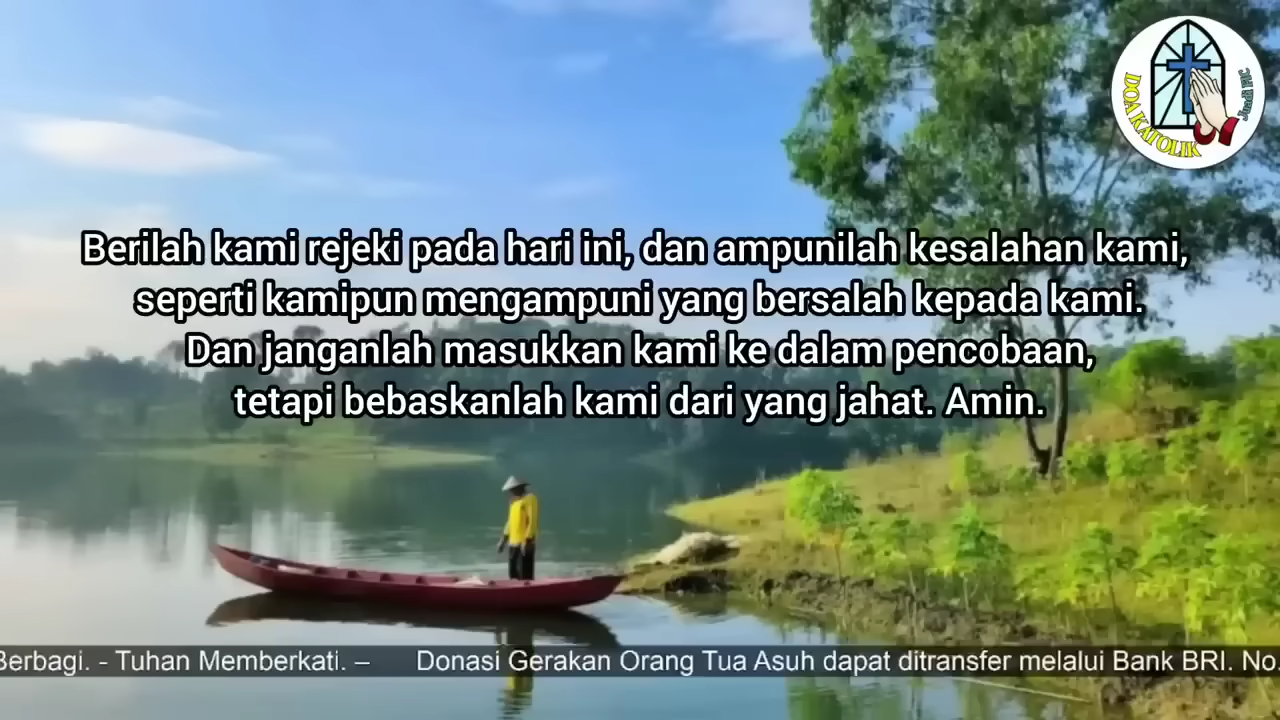 DOA KATOLIK
Berilah kami rejeki pada hari ini, dan ampunilah kesalahan kami,
seperti kamipun mengampuni yang bersalah kepada kami.
Dan janganlah masukkan kami ke dalam pencobaan,
tetapi bebaskanlah kami dari yang jahat. Amin.
Berbagi. - Tuhan Memberkati. – Donasi Gerakan Orang Tua Asuh dapat ditransfer melalui Bank BRI. No.